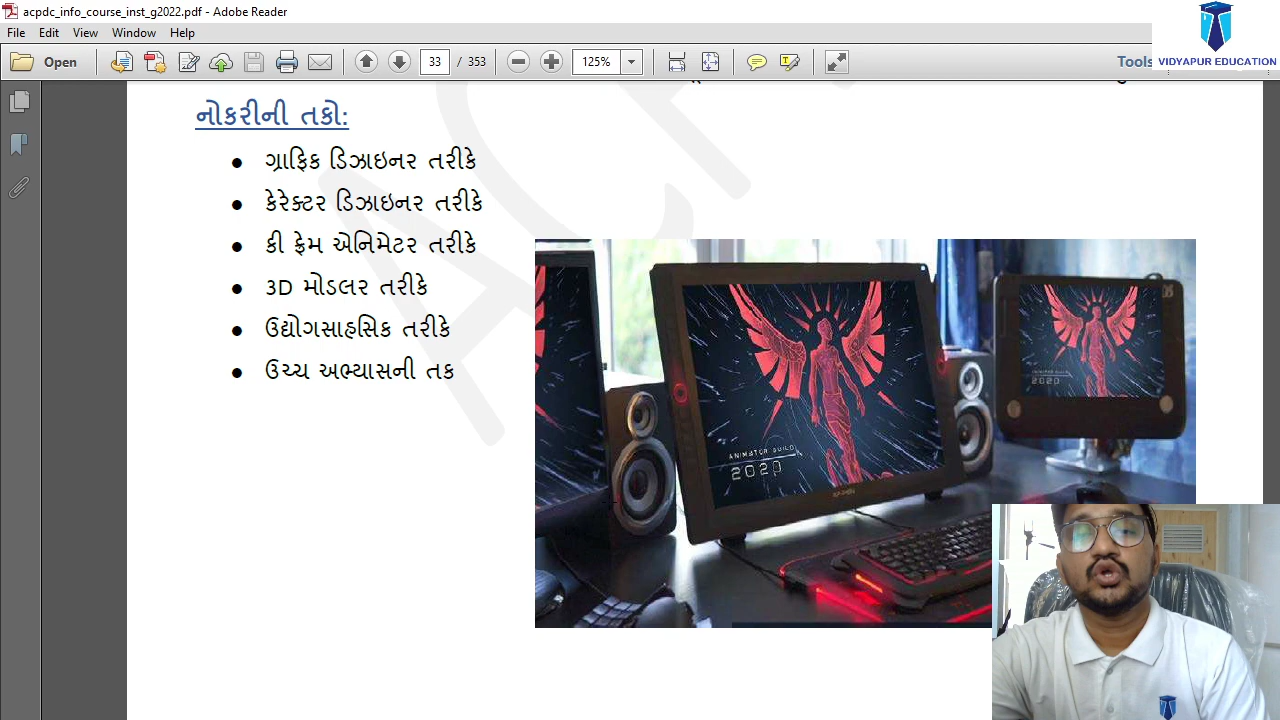 acpdc_info_course_inst_g2022.pdf - Adobe Reader
File Edit View Window Help
Open 33 / 353 125% Tools
VIDYAPUR EDUCATION
નોકરીની તકો:
● ગ્રાફિક ડિઝાઇનર તરીકે
● કેરેક્ટર ડિઝાઇનર તરીકે
● કી ફ્રેમ એનિમેટર તરીકે
● 3D મોડલર તરીકે
● ઉદ્યોગસાહસિક તરીકે
● ઉચ્ચ અભ્યાસની તક
ANIMATOR BUILD
2020
2020